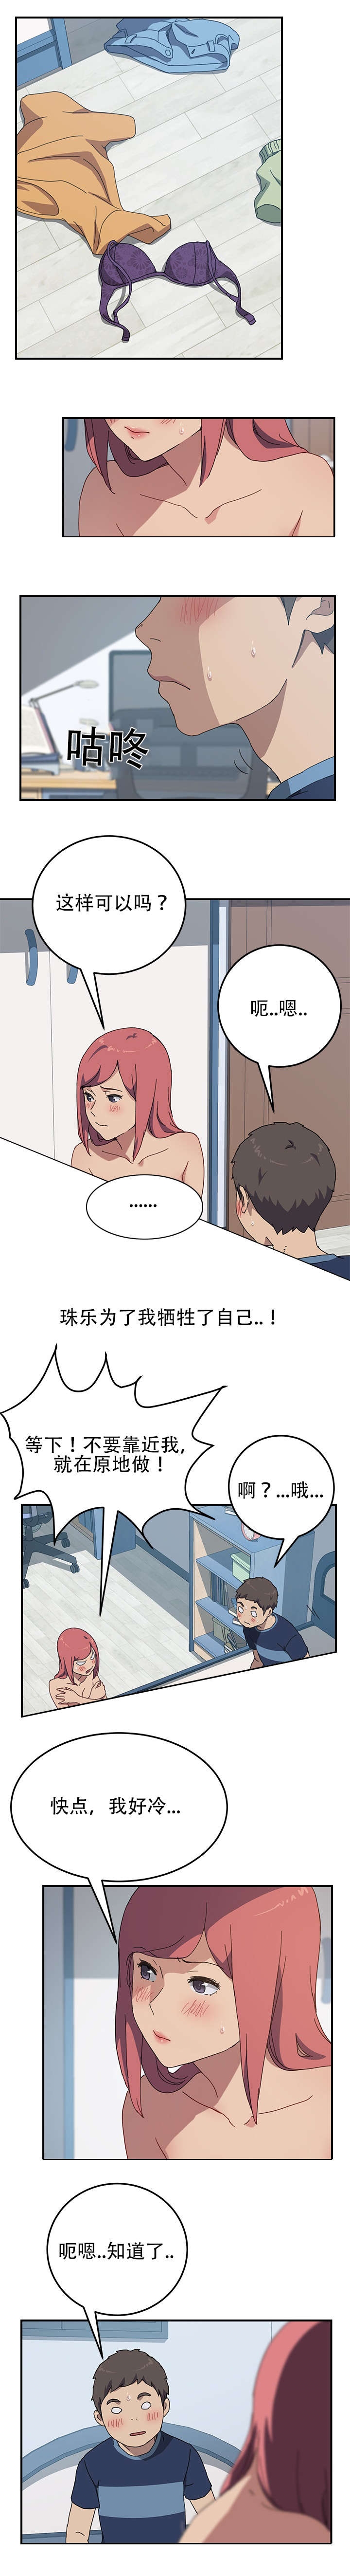 咕咚
这样可以吗？
呃..嗯..
......
珠乐为了我牺牲了自己..！
等下！不要靠近我，
就在原地做！
啊？...哦...
快点，我好冷...
呃嗯..知道了..